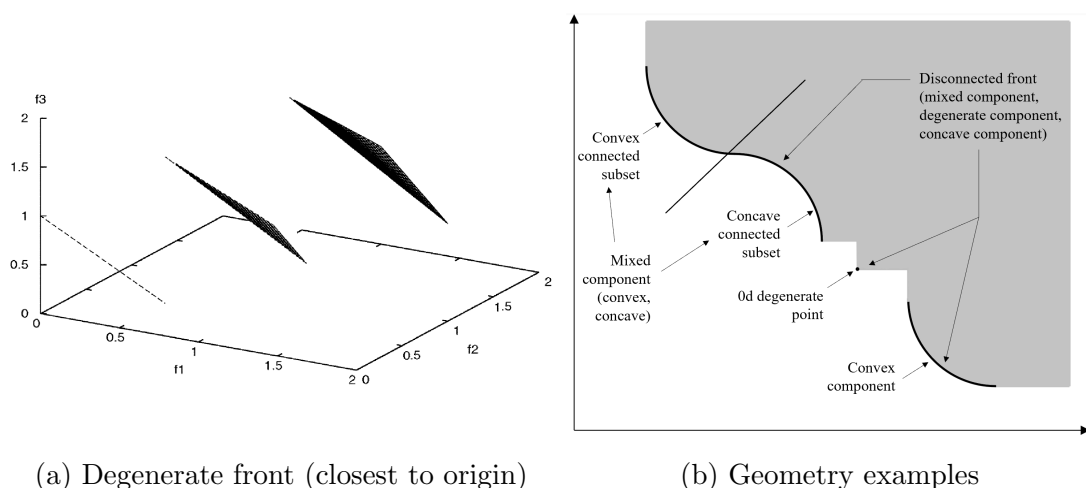 f3
2
1.5
1
0.5
0
0
0.5
1
1.5
2
f1
0
0.5
1
1.5
2
f2
(a) Degenerate front (closest to origin)
Disconnected front
(mixed component,
degenerate component,
concave component)
Convex
connected
subset
Concave
connected
subset
Mixed
component
(convex,
concave)
0d degenerate
point
Convex
component
(b) Geometry examples